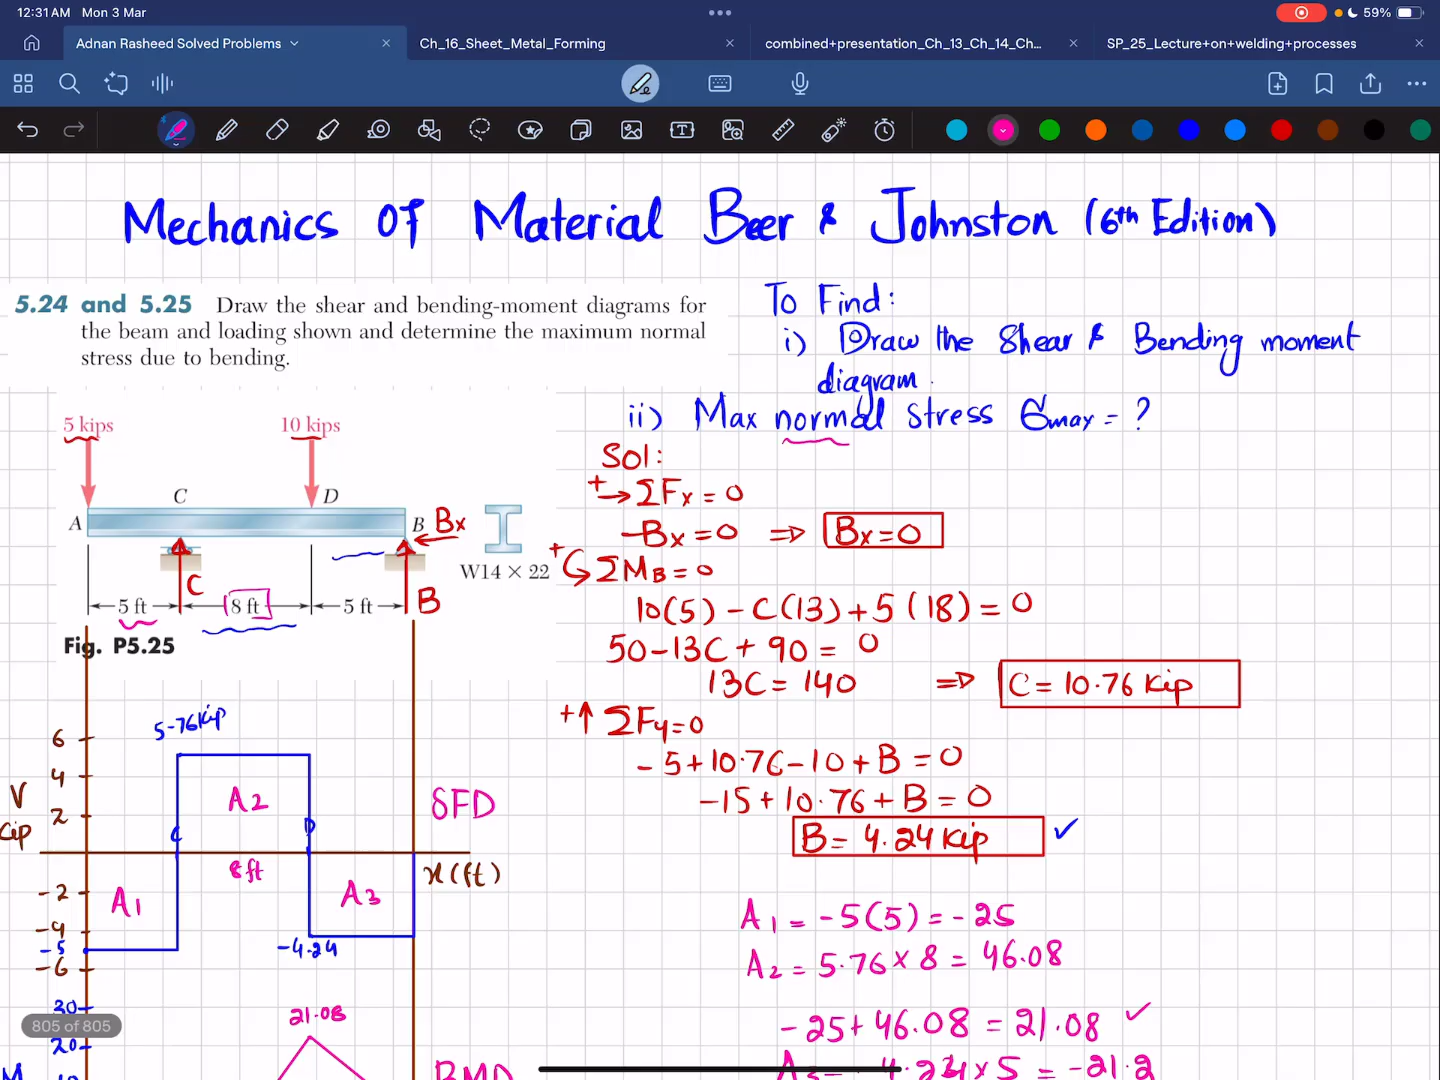 12:31 AM Mon 3 Mar
59%
Adnan Rasheed Solved Problems
Ch_16_Sheet_Metal_Forming
combined+presentation_Ch_13_Ch_14_Ch...
SP_25_Lecture+on+welding+processes
Mechanics Of Material Beer & Johnston (6th Edition)
5.24 and 5.25 Draw the shear and bending-moment diagrams for
the beam and loading shown and determine the maximum normal
stress due to bending.
To Find:
i) Draw the Shear & Bending moment
diagram.
ii) Max normal stress σmax = ?
5 kips
10 kips
A
C
D
B
Bx
C
B
W14 × 22
5 ft
8 ft
5 ft
Fig. P5.25
Sol:
+→ ΣFx = 0
-Bx = 0 ⇒ Bx = 0
+ ΣMB = 0
10(5) - C(13) + 5(18) = 0
50 - 13C + 90 = 0
13C = 140 ⇒ C = 10.76 Kip
+↑ ΣFy = 0
-5 + 10.76 - 10 + B = 0
-15 + 10.76 + B = 0
B = 4.24 Kip ✓
5.76 Kip
6
4
2
V
Kip
-2
-4
-5
-6
A1
A2
A3
C
D
8 ft
-4.24
SFD
x(ft)
A1 = -5(5) = -25
A2 = 5.76 × 8 = 46.08
-25 + 46.08 = 21.08 ✓
A3 = -4.24 × 5 = -21.2
30
20
21.08
M
BMD
805 of 805